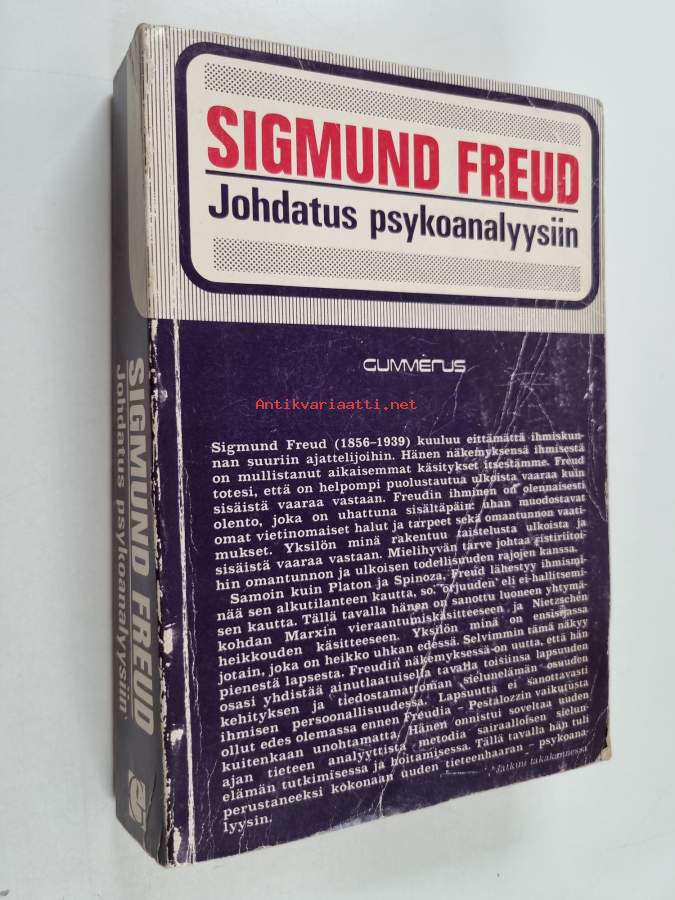 SIGMUND FREUD
Johdatus psykoanalyysiin
GUMMERUS
Antikvariaatti.net
Sigmund Freud (1856–1939) kuuluu eittämättä ihmiskun-
nan suuriin ajattelijoihin. Hänen näkemyksensä ihmisestä
on mullistanut aikaisemmat käsitykset itsestämme. Freud
totesi, että on helpompi puolustautua ulkoista vaaraa kuin
sisäistä vaaraa vastaan. Freudin ihminen on olennaisesti
olento, joka on uhattuna sisältäpäin: uhan muodostavat
omat vietinomaiset halut ja tarpeet sekä omantunnon vaati-
mukset. Yksilön minä rakentuu taistelusta ulkoista ja
sisäistä vaaraa vastaan. Mielihyvän tarve johtaa ristiriitoi-
hin omantunnon ja ulkoisen todellisuuden rajojen kanssa.
Samoin kuin Platon ja Spinoza, Freud lähestyy ihmismi-
nää sen alkutilanteen kautta, so. "orjuuden" eli ei-hallitsemi-
sen kautta. Tällä tavalla hänen on sanottu luoneen yhtymä-
kohdan Marxin vieraantumiskäsitteeseen ja Nietzschen
heikkouden käsitteeseen. Yksilön minä on ensisijassa
jotain, joka on heikko uhkan edessä. Selvimmin tämä näkyy
pienestä lapsesta. Freudin näkemyksessä on uutta, että hän
osasi yhdistää ainutlaatuisella tavalla toisiinsa lapsuuden
kehityksen ja tiedostamattoman sielunelämän osuuden
ihmisen persoonallisuudessa. Lapsuutta ei sanottavasti
ollut edes olemassa ennen Freudia – Pestalozzin vaikutusta
kuitenkaan unohtamatta. Hänen onnistui soveltaa uuden
ajan tieteen analyyttistä metodia sairaalloisen sielun-
elämän tutkimisessa ja hoitamisessa. Tällä tavalla hän tuli
perustaneeksi kokonaan uuden tieteenhaaran – psykoana-
lyysin.
Jatkuu takakannessa
SIGMUND FREUD
Johdatus psykoanalyysiin